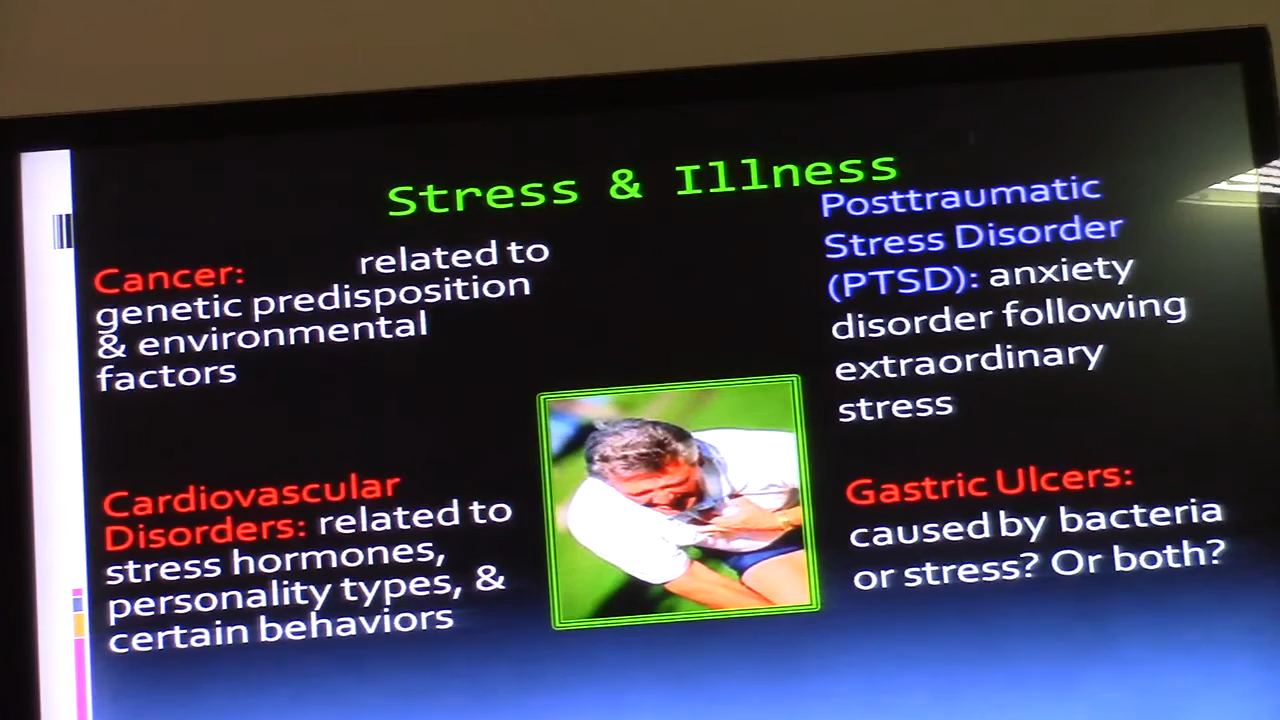 Stress & Illness
Cancer: related to
genetic predisposition
& environmental
factors
Cardiovascular
Disorders: related to
stress hormones,
personality types, &
certain behaviors
Posttraumatic
Stress Disorder
(PTSD): anxiety
disorder following
extraordinary
stress
Gastric Ulcers:
caused by bacteria
or stress? Or both?